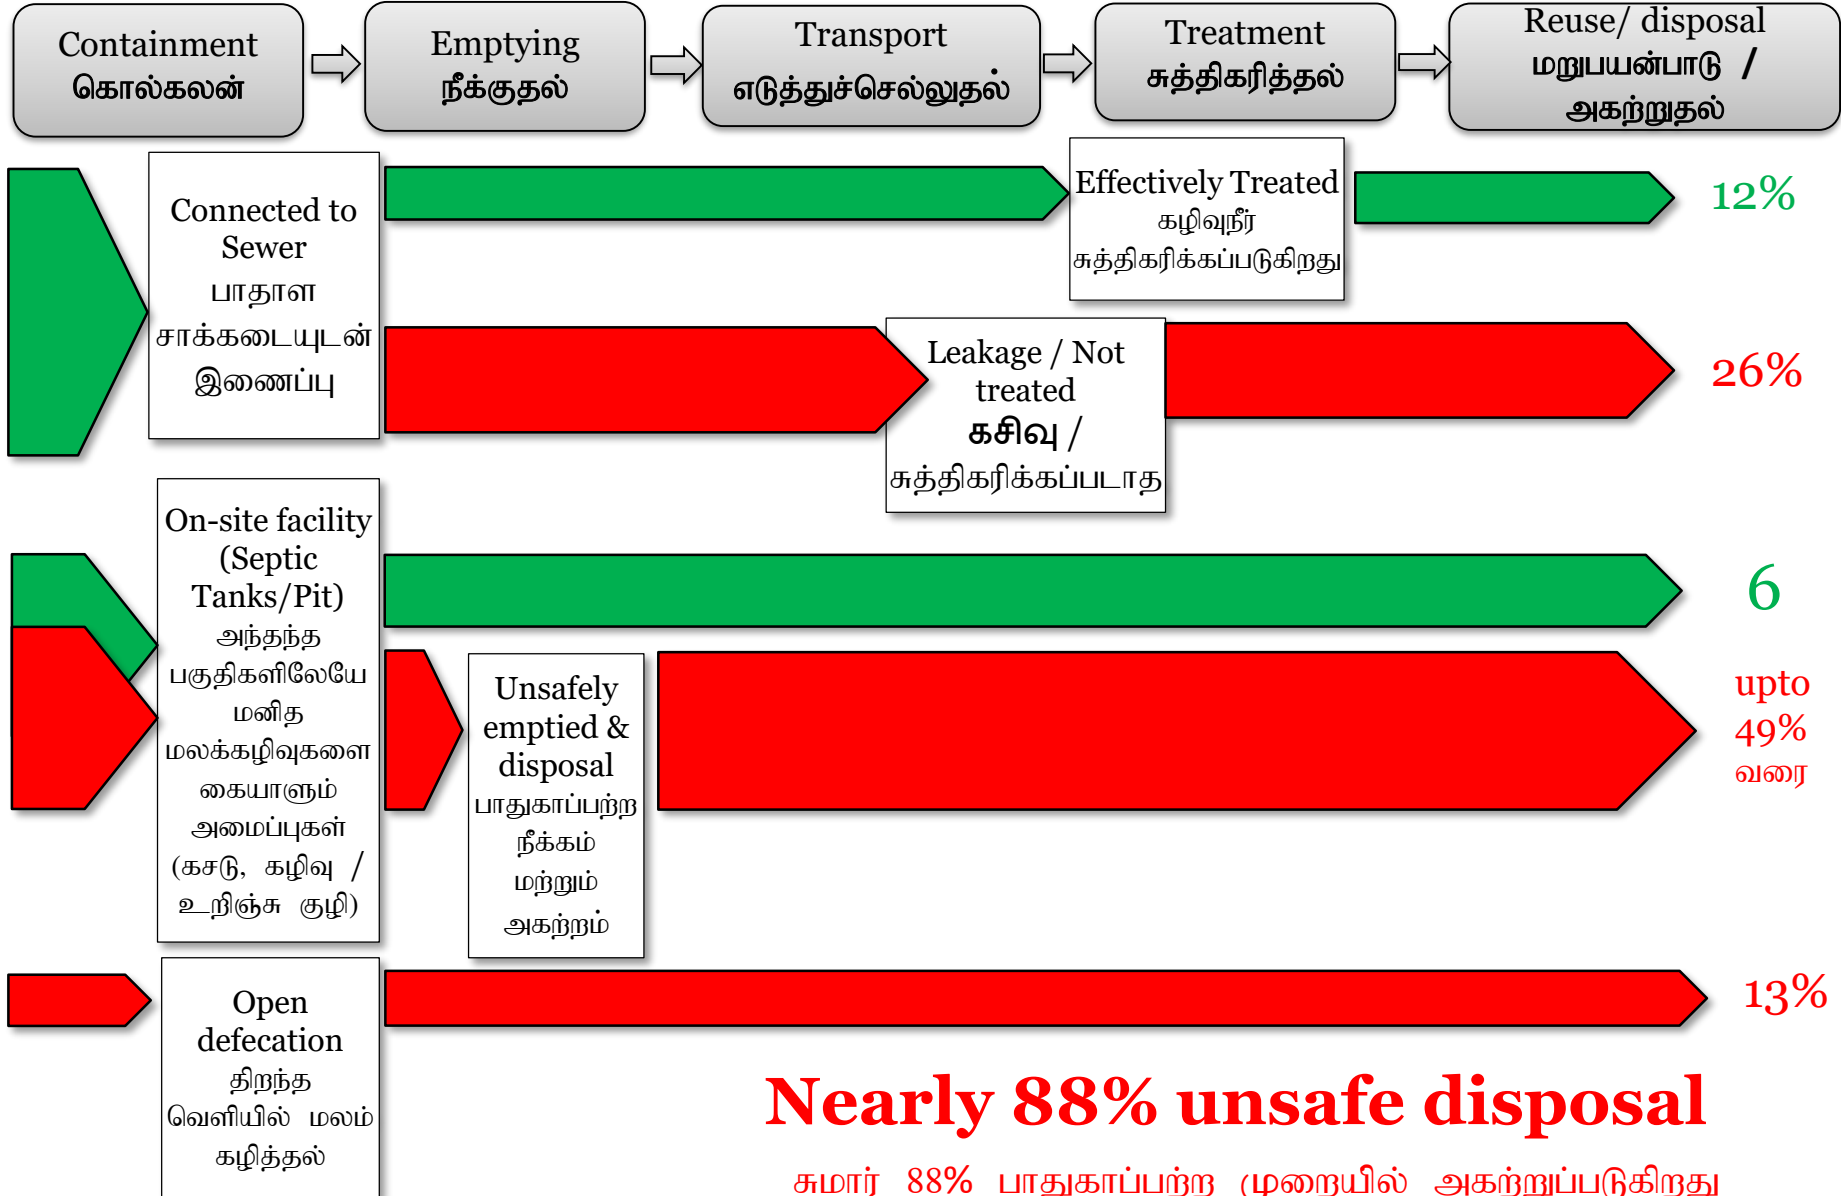 Containment
கொல்கலன்
Emptying
நீக்குதல்
Transport
எடுத்துச்செல்லுதல்
Treatment
சுத்திகரித்தல்
Reuse/ disposal
மறுபயன்பாடு /
அகற்றுதல்
Connected to
Sewer
பாதாள
சாக்கடையுடன்
இணைப்பு
Effectively Treated
கழிவுநீர்
சுத்திகரிக்கப்படுகிறது
12%
Leakage / Not
treated
கசிவு /
சுத்திகரிக்கப்படாத
26%
On-site facility
(Septic
Tanks/Pit)
அந்தந்த
பகுதிகளிலேயே
மனித
மலக்கழிவுகளை
கையாளும்
அமைப்புகள்
(கசடு, கழிவு /
உறிஞ்சு குழி)
6
Unsafely
emptied &
disposal
பாதுகாப்பற்ற
நீக்கம்
மற்றும்
அகற்றம்
upto
49%
வரை
Open
defecation
திறந்த
வெளியில் மலம்
கழித்தல்
13%
Nearly 88% unsafe disposal
சுமார் 88% பாதுகாப்பற்ற முறையில் அகற்றுப்படுகிறது